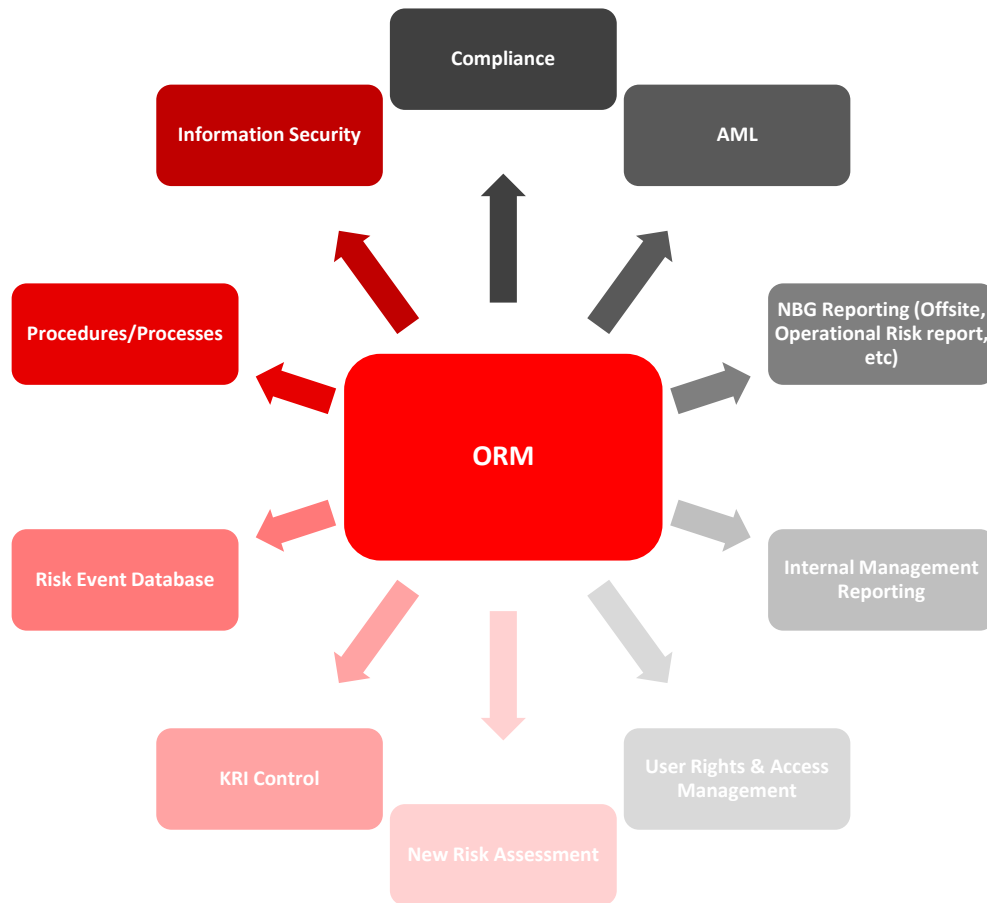 Compliance
Information Security
AML
Procedures/Processes
NBG Reporting (Offsite,
Operational Risk report,
etc)
ORM
Risk Event Database
Internal Management
Reporting
KRI Control
User Rights & Access
Management
New Risk Assessment